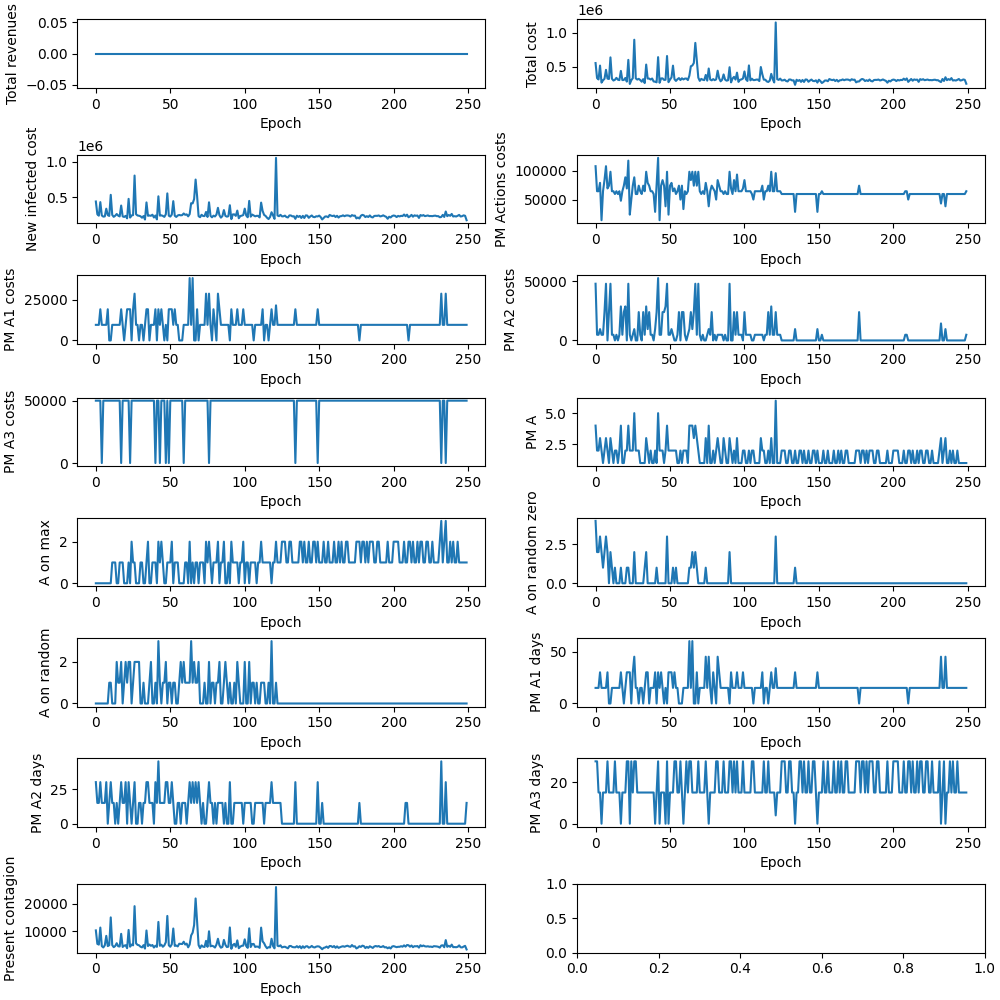 Total revenues
0.05
0.00
−0.05
0 50 100 150 200 250
Epoch
1e6
Total cost
1.0
0.5
0 50 100 150 200 250
Epoch
1e6
New infected cost
1.0
0.5
0 50 100 150 200 250
Epoch
PM Actions costs
100000
50000
0 50 100 150 200 250
Epoch
PM A1 costs
25000
0
0 50 100 150 200 250
Epoch
PM A2 costs
50000
0
0 50 100 150 200 250
Epoch
PM A3 costs
50000
0
0 50 100 150 200 250
Epoch
PM A
5.0
2.5
0 50 100 150 200 250
Epoch
A on max
2
0
0 50 100 150 200 250
Epoch
A on random zero
2.5
0.0
0 50 100 150 200 250
Epoch
A on random
2
0
0 50 100 150 200 250
Epoch
PM A1 days
50
0
0 50 100 150 200 250
Epoch
PM A2 days
25
0
0 50 100 150 200 250
Epoch
PM A3 days
20
0
0 50 100 150 200 250
Epoch
Present contagion
20000
10000
0 50 100 150 200 250
Epoch
1.0
0.5
0.0
0.0 0.2 0.4 0.6 0.8 1.0